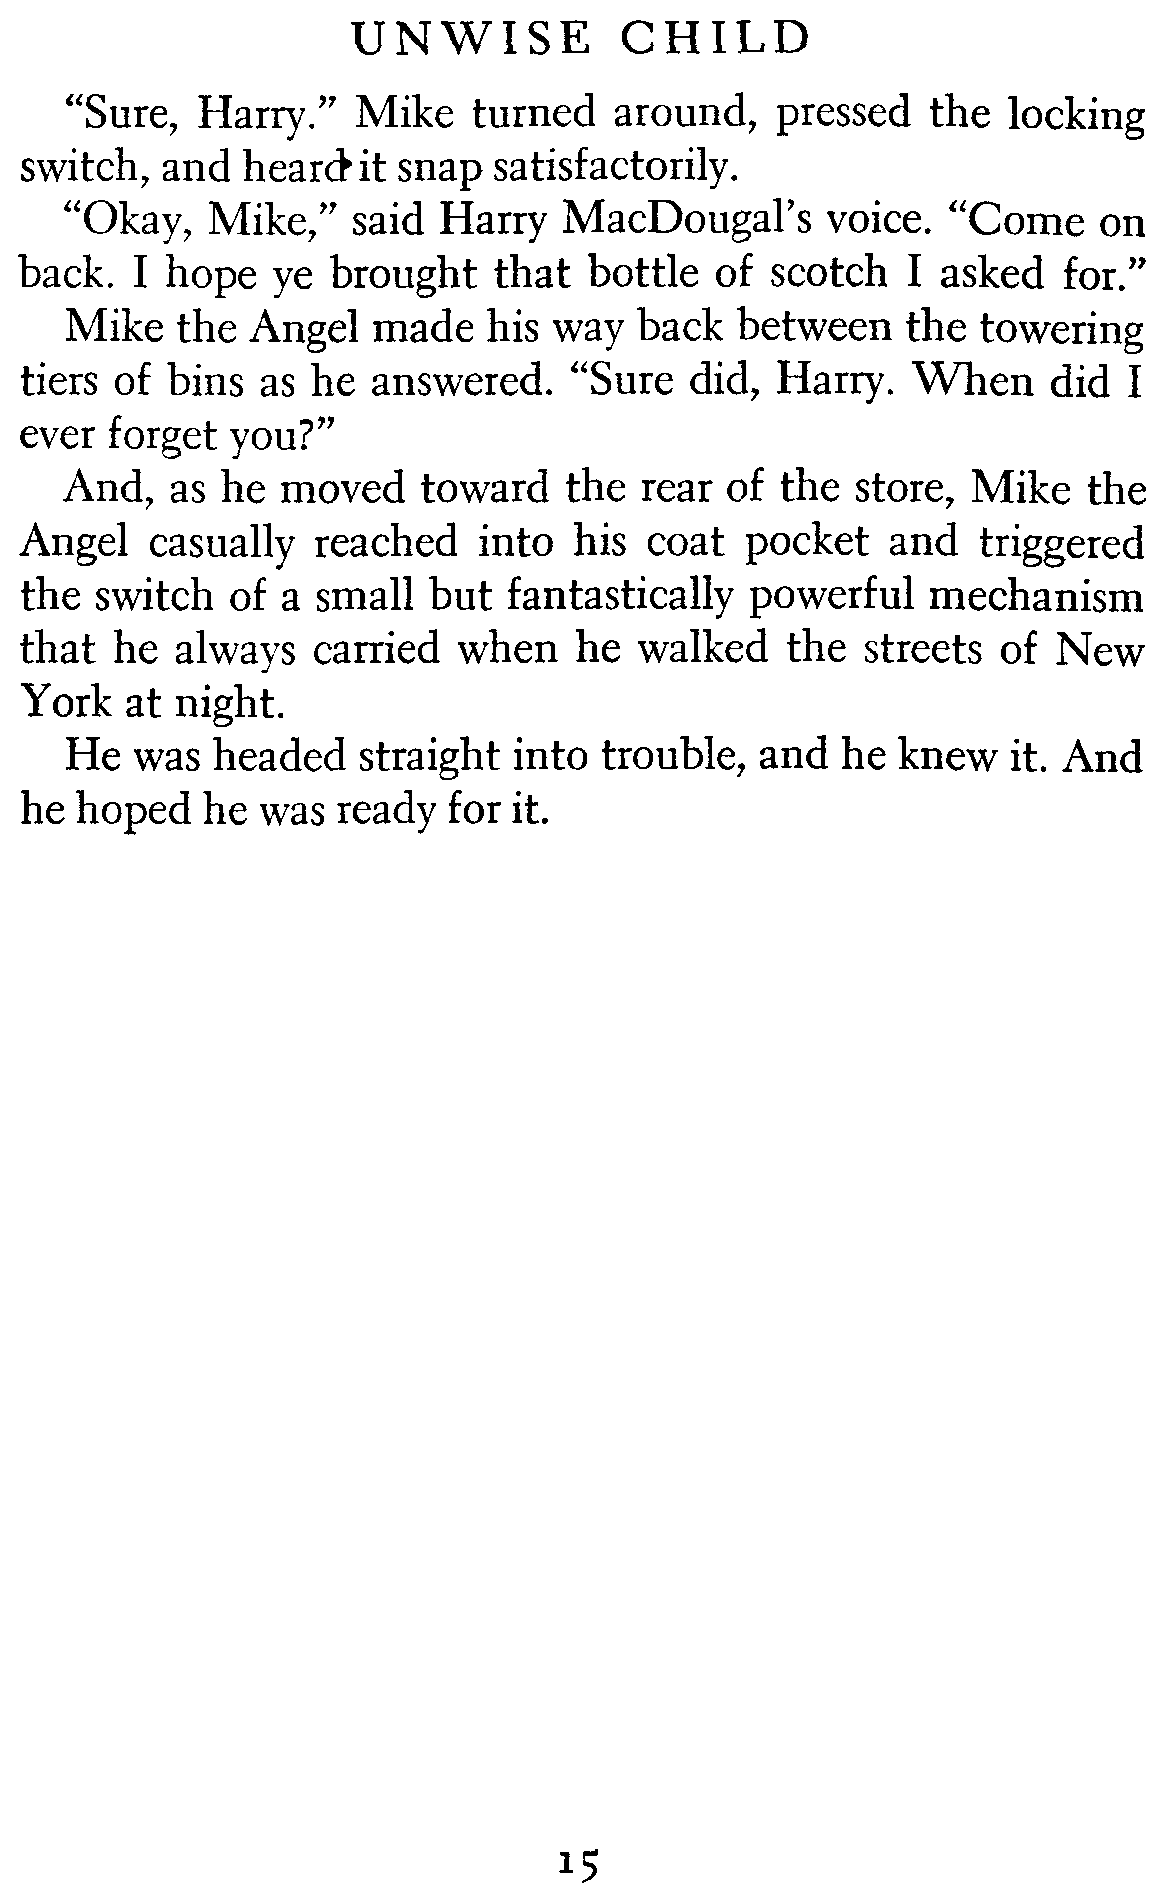 UNWISE CHILD
“Sure, Harry.” Mike turned around, pressed the locking
switch, and heard it snap satisfactorily.
“Okay, Mike,” said Harry MacDougal’s voice. “Come on
back. I hope ye brought that bottle of scotch I asked for.”
Mike the Angel made his way back between the towering
tiers of bins as he answered. “Sure did, Harry. When did I
ever forget you?”
And, as he moved toward the rear of the store, Mike the
Angel casually reached into his coat pocket and triggered
the switch of a small but fantastically powerful mechanism
that he always carried when he walked the streets of New
York at night.
He was headed straight into trouble, and he knew it. And
he hoped he was ready for it.
15